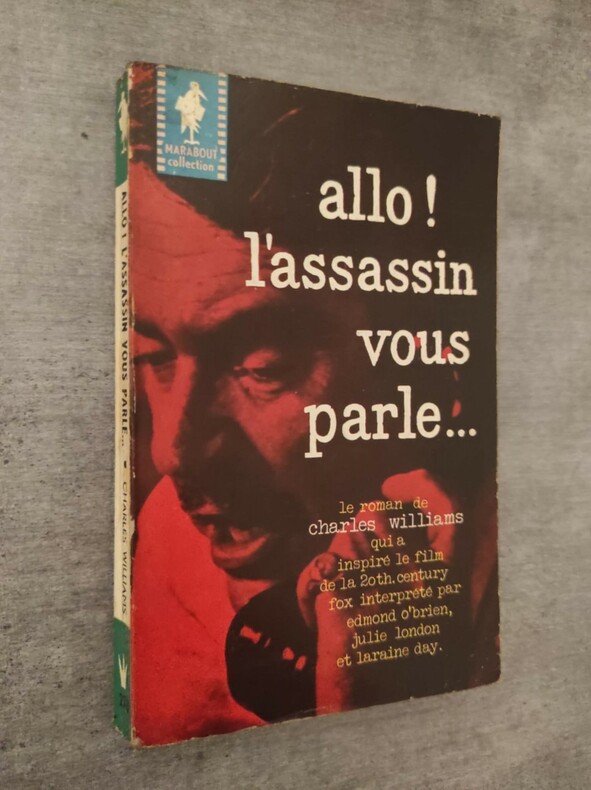 MARABOUT
collection
allo !
l'assassin
vous
parle...
le roman de
charles williams
qui a
inspiré le film
de la 20th.century
fox interprété par
edmond o'brien,
julie london
et laraine day.
ALLO ! L'ASSASSIN VOUS PARLE... • CHARLES WILLIAMS